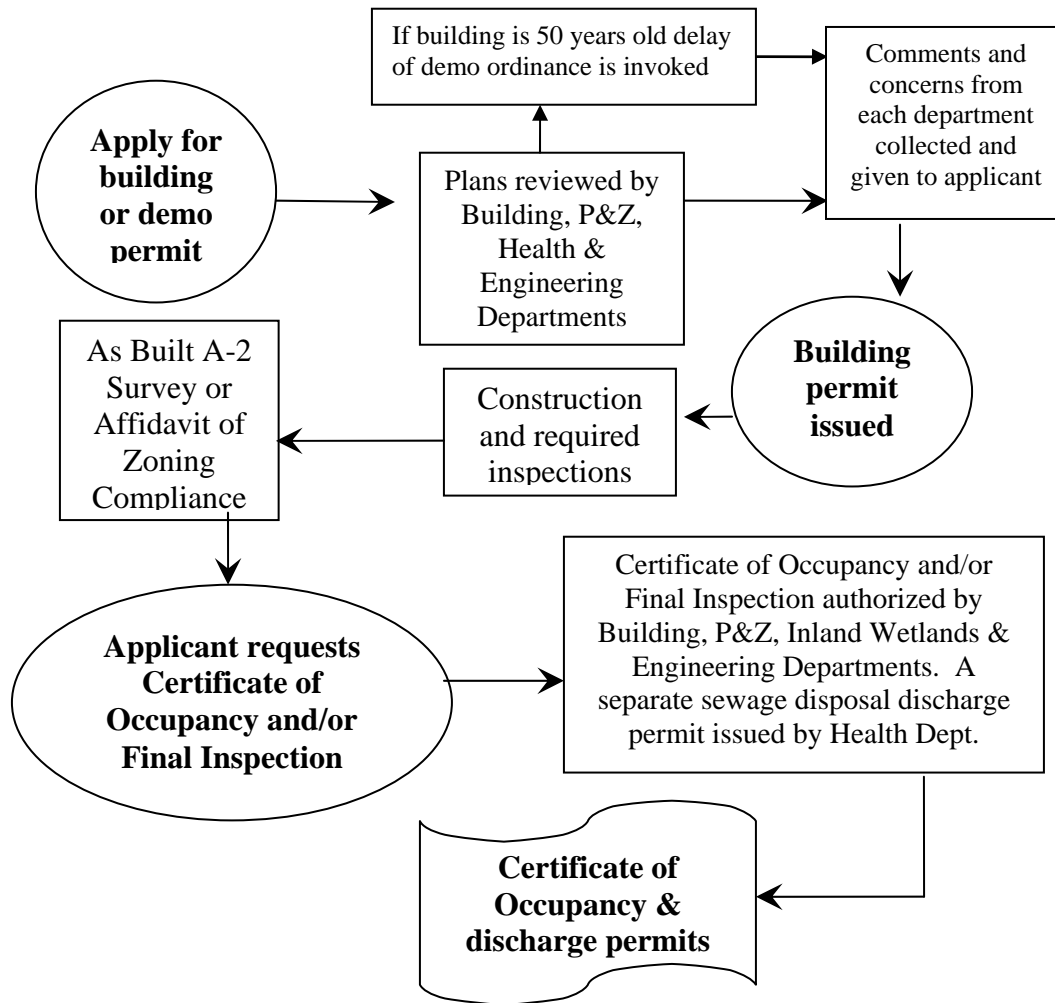 If building is 50 years old delay
of demo ordinance is invoked
Comments and
concerns from
each department
collected and
given to applicant
Apply for
building
or demo
permit
Plans reviewed by
Building, P&Z,
Health &
Engineering
Departments
As Built A-2
Survey or
Affidavit of
Zoning
Compliance
Construction
and required
inspections
Building
permit
issued
Applicant requests
Certificate of
Occupancy and/or
Final Inspection
Certificate of Occupancy and/or
Final Inspection authorized by
Building, P&Z, Inland Wetlands &
Engineering Departments.  A
separate sewage disposal discharge
permit issued by Health Dept.
Certificate of
Occupancy &
discharge permits